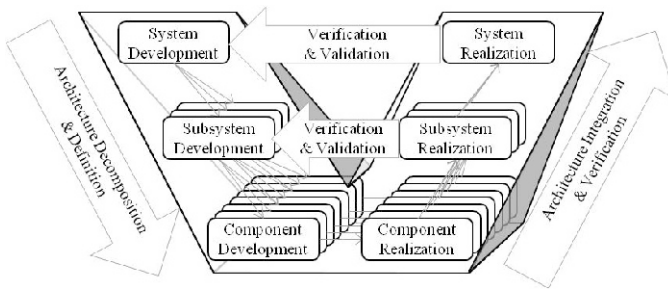 System
Development
Verification
& Validation
System
Realization
Architecture Decomposition
& Definition
Subsystem
Development
Verification
& Validation
Subsystem
Realization
Architecture Integration
& Verification
Component
Development
Component
Realization